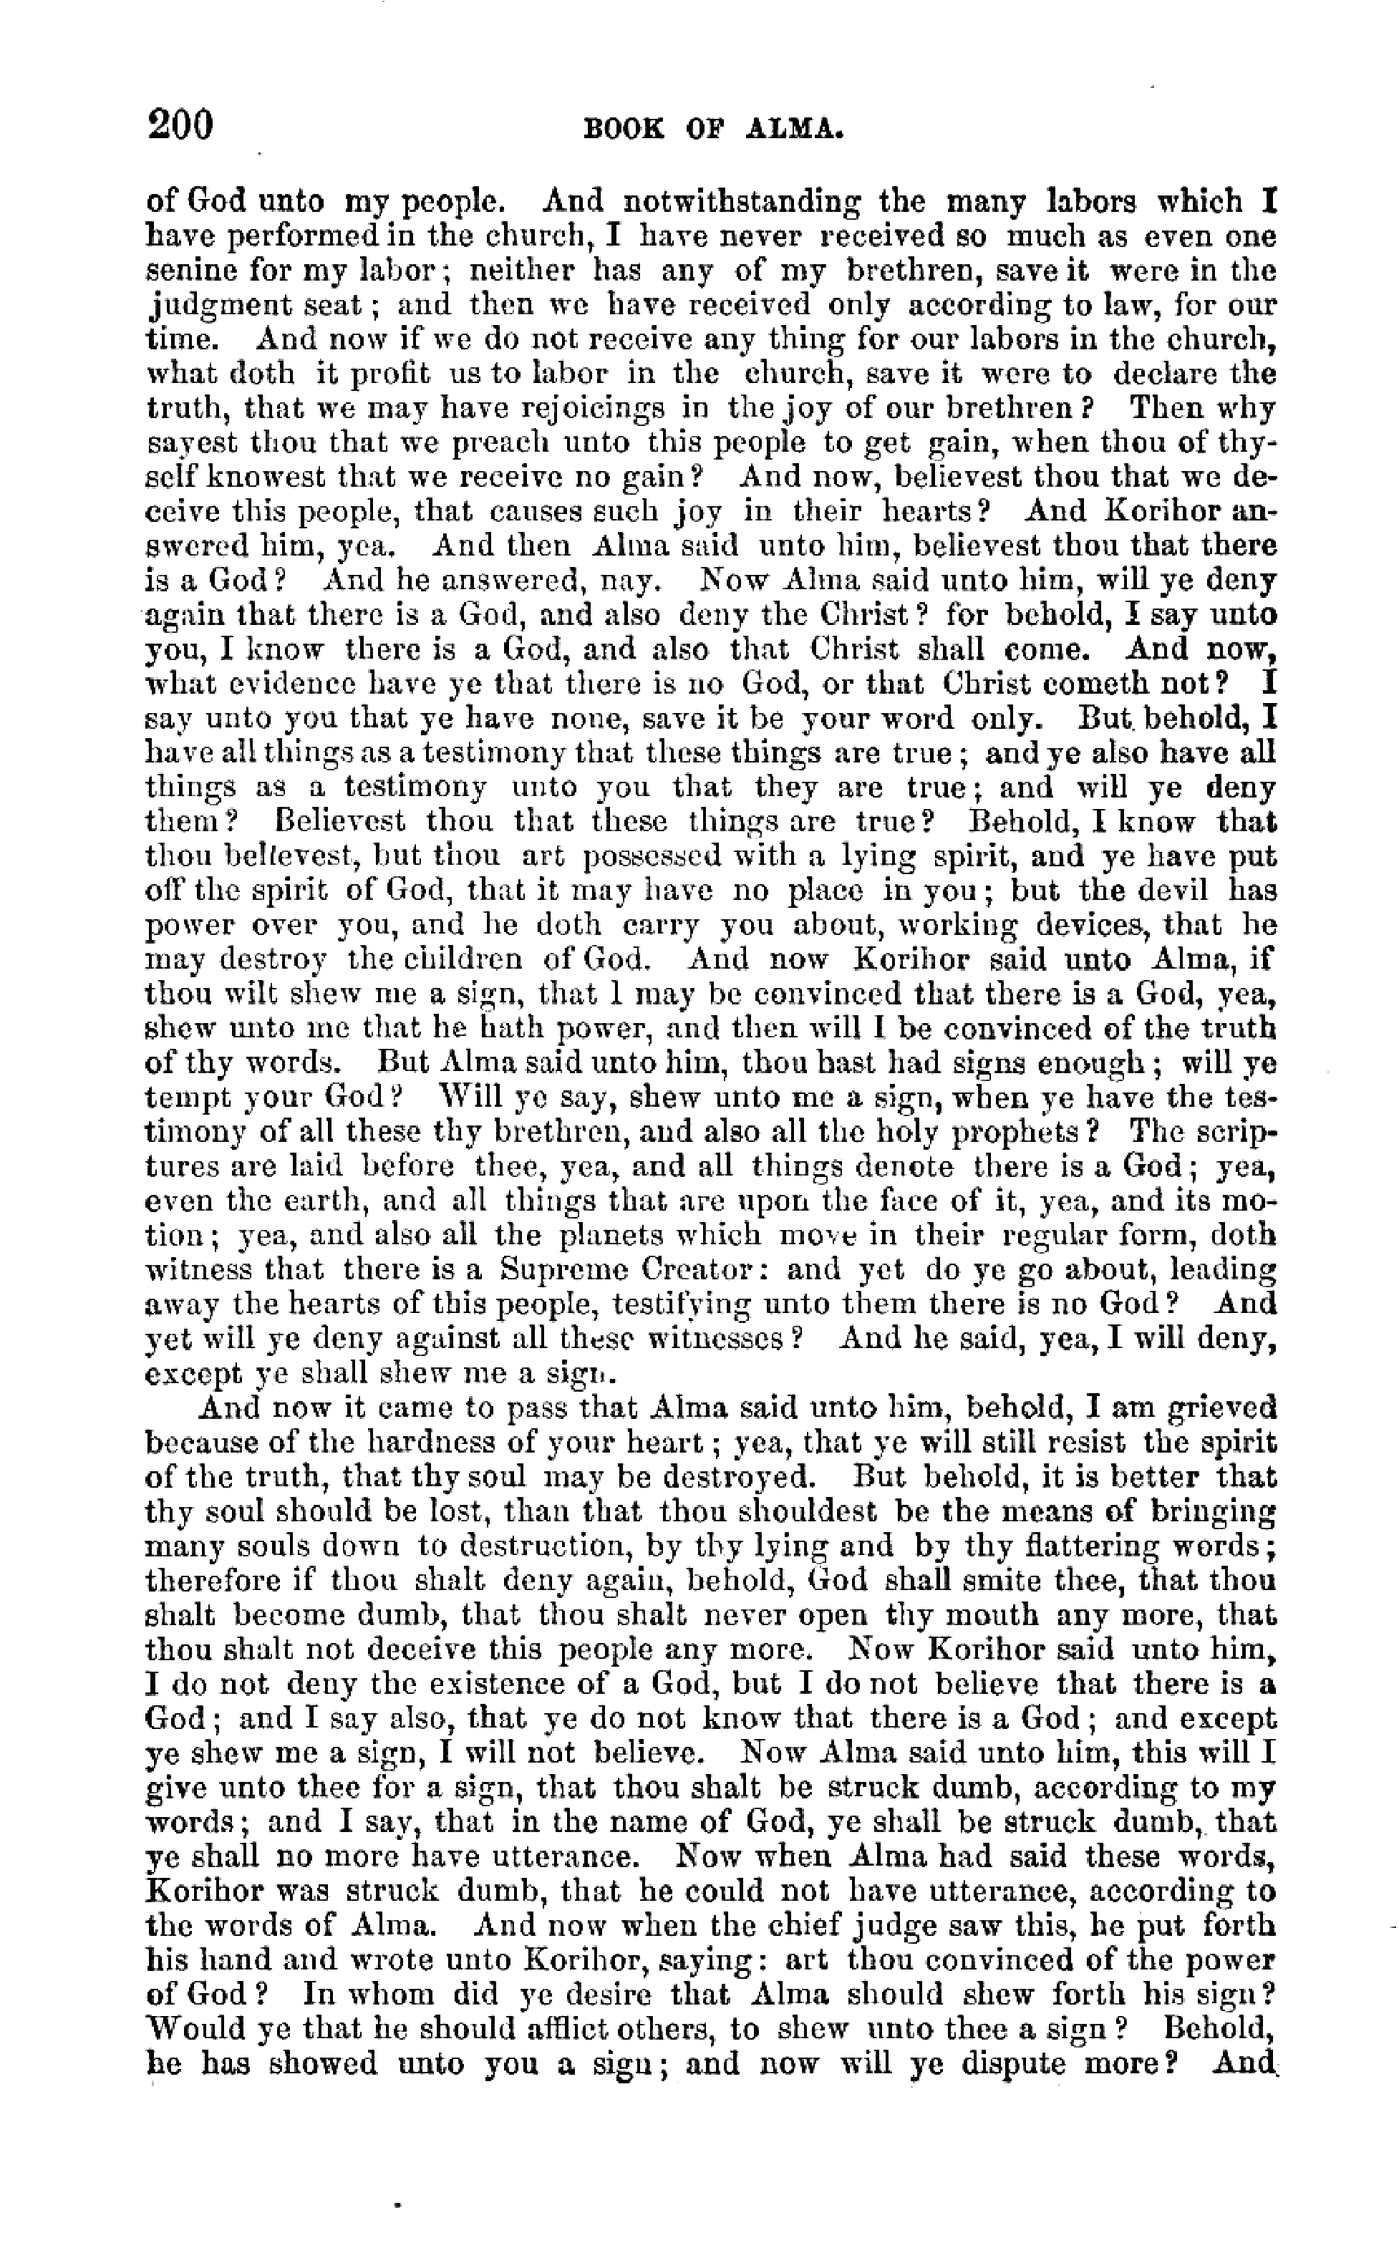 200 BOOK OF ALMA.
of God unto my people. And notwithstanding the many labors which I
have performed in the church, I have never received so much as even one
senine for my labor; neither has any of my brethren, save it were in the
judgment seat; and then we have received only according to law, for our
time. And now if we do not receive any thing for our labors in the church,
what doth it profit us to labor in the church, save it were to declare the
truth, that we may have rejoicings in the joy of our brethren? Then why
sayest thou that we preach unto this people to get gain, when thou of thy-
self knowest that we receive no gain? And now, believest thou that we de-
ceive this people, that causes such joy in their hearts? And Korihor an-
swered him, yea. And then Alma said unto him, believest thou that there
is a God? And he answered, nay. Now Alma said unto him, will ye deny
again that there is a God, and also deny the Christ? for behold, I say unto
you, I know there is a God, and also that Christ shall come. And now,
what evidence have ye that there is no God, or that Christ cometh not? I
say unto you that ye have none, save it be your word only. But behold, I
have all things as a testimony that these things are true; and ye also have all
things as a testimony unto you that they are true; and will ye deny
them? Believest thou that these things are true? Behold, I know that
thou believest, but thou art possessed with a lying spirit, and ye have put
off the spirit of God, that it may have no place in you; but the devil has
power over you, and he doth carry you about, working devices, that he
may destroy the children of God. And now Korihor said unto Alma, if
thou wilt shew me a sign, that I may be convinced that there is a God, yea,
shew unto me that he hath power, and then will I be convinced of the truth
of thy words. But Alma said unto him, thou hast had signs enough; will ye
tempt your God? Will ye say, shew unto me a sign, when ye have the tes-
timony of all these thy brethren, and also all the holy prophets? The scrip-
tures are laid before thee, yea, and all things denote there is a God; yea,
even the earth, and all things that are upon the face of it, yea, and its mo-
tion; yea, and also all the planets which move in their regular form, doth
witness that there is a Supreme Creator: and yet do ye go about, leading
away the hearts of this people, testifying unto them there is no God? And
yet will ye deny against all these witnesses? And he said, yea, I will deny,
except ye shall shew me a sign.
And now it came to pass that Alma said unto him, behold, I am grieved
because of the hardness of your heart; yea, that ye will still resist the spirit
of the truth, that thy soul may be destroyed. But behold, it is better that
thy soul should be lost, than that thou shouldest be the means of bringing
many souls down to destruction, by thy lying and by thy flattering words;
therefore if thou shalt deny again, behold, God shall smite thee, that thou
shalt become dumb, that thou shalt never open thy mouth any more, that
thou shalt not deceive this people any more. Now Korihor said unto him,
I do not deny the existence of a God, but I do not believe that there is a
God; and I say also, that ye do not know that there is a God; and except
ye shew me a sign, I will not believe. Now Alma said unto him, this will I
give unto thee for a sign, that thou shalt be struck dumb, according to my
words; and I say, that in the name of God, ye shall be struck dumb, that
ye shall no more have utterance. Now when Alma had said these words,
Korihor was struck dumb, that he could not have utterance, according to
the words of Alma. And now when the chief judge saw this, he put forth
his hand and wrote unto Korihor, saying: art thou convinced of the power
of God? In whom did ye desire that Alma should shew forth his sign?
Would ye that he should afflict others, to shew unto thee a sign? Behold,
he has showed unto you a sign; and now will ye dispute more? And